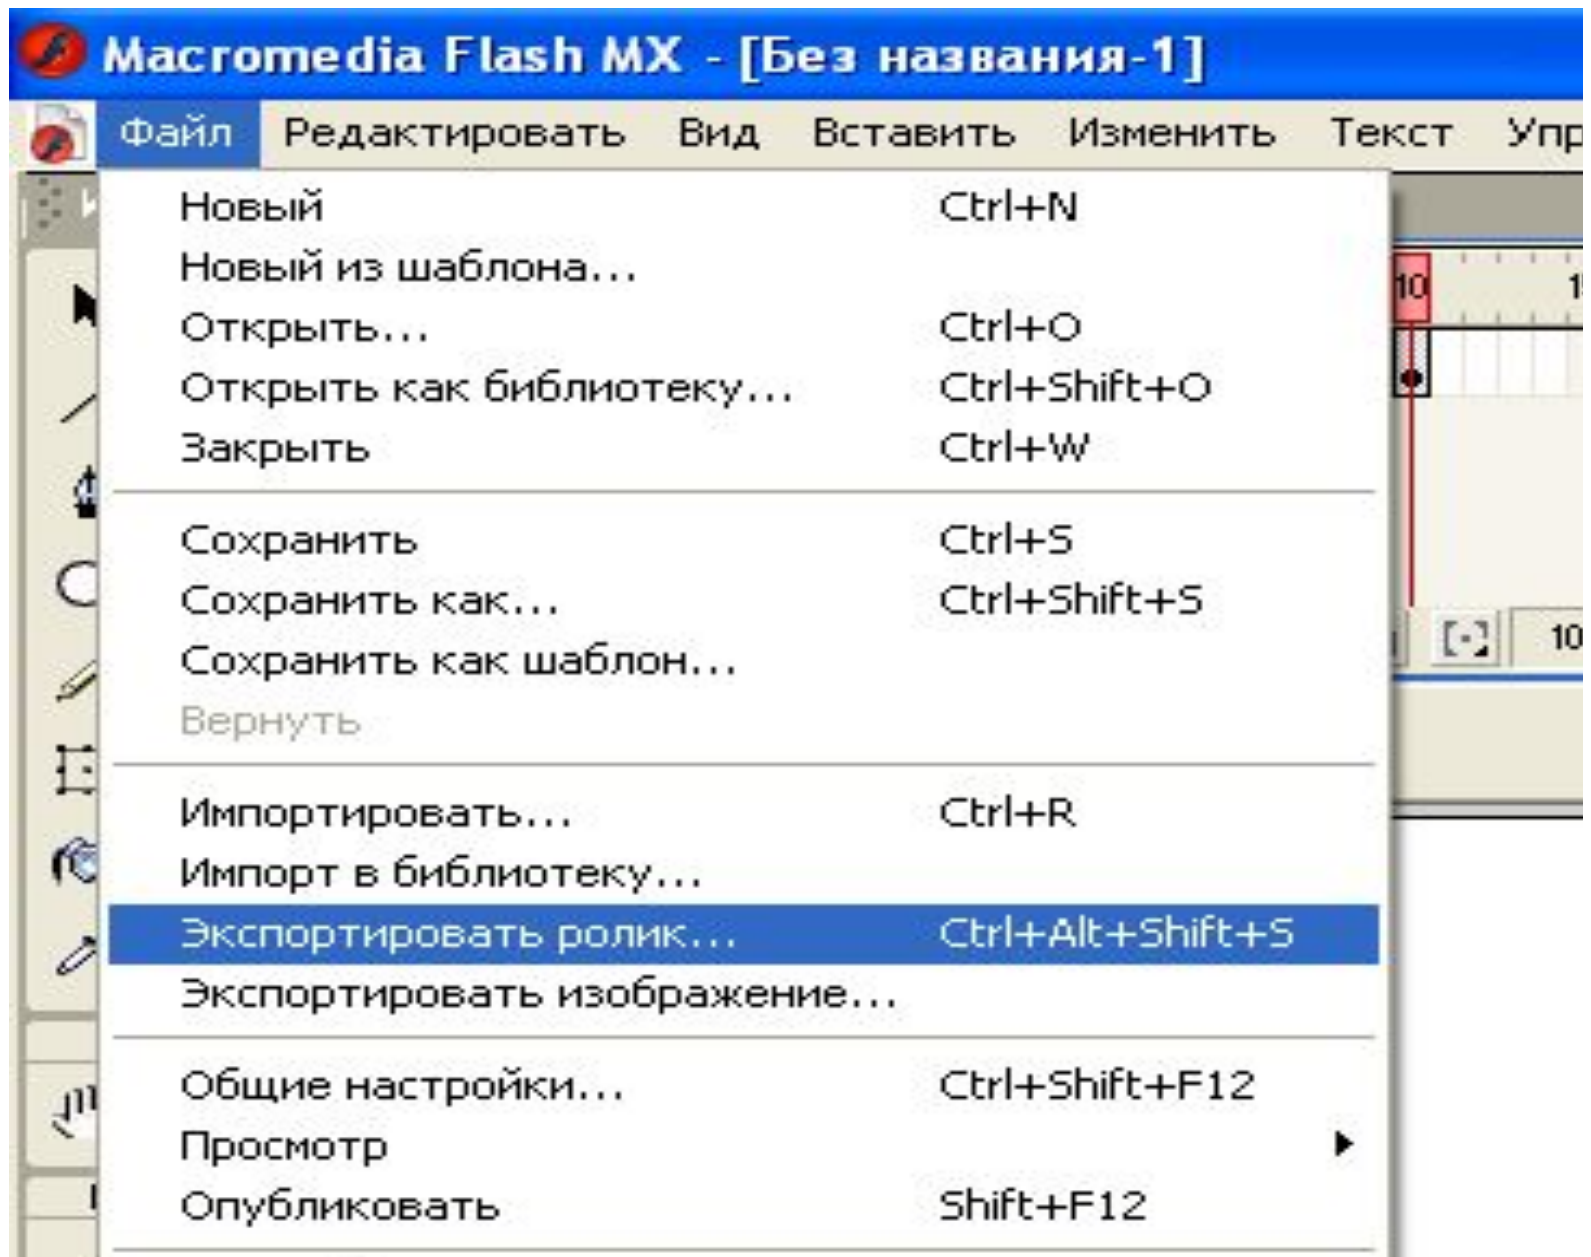 Macromedia Flash MX - [Без названия-1]
Файл Редактировать Вид Вставить Изменить Текст
Новый Ctrl+N
Новый из шаблона...
Открыть... Ctrl+O
Открыть как библиотеку... Ctrl+Shift+O
Закрыть Ctrl+W
Сохранить Ctrl+S
Сохранить как... Ctrl+Shift+S
Сохранить как шаблон...
Вернуть
Импортировать... Ctrl+R
Импорт в библиотеку...
Экспортировать ролик... Ctrl+Alt+Shift+S
Экспортировать изображение...
Общие настройки... Ctrl+Shift+F12
Просмотр
Опубликовать Shift+F12
10
10